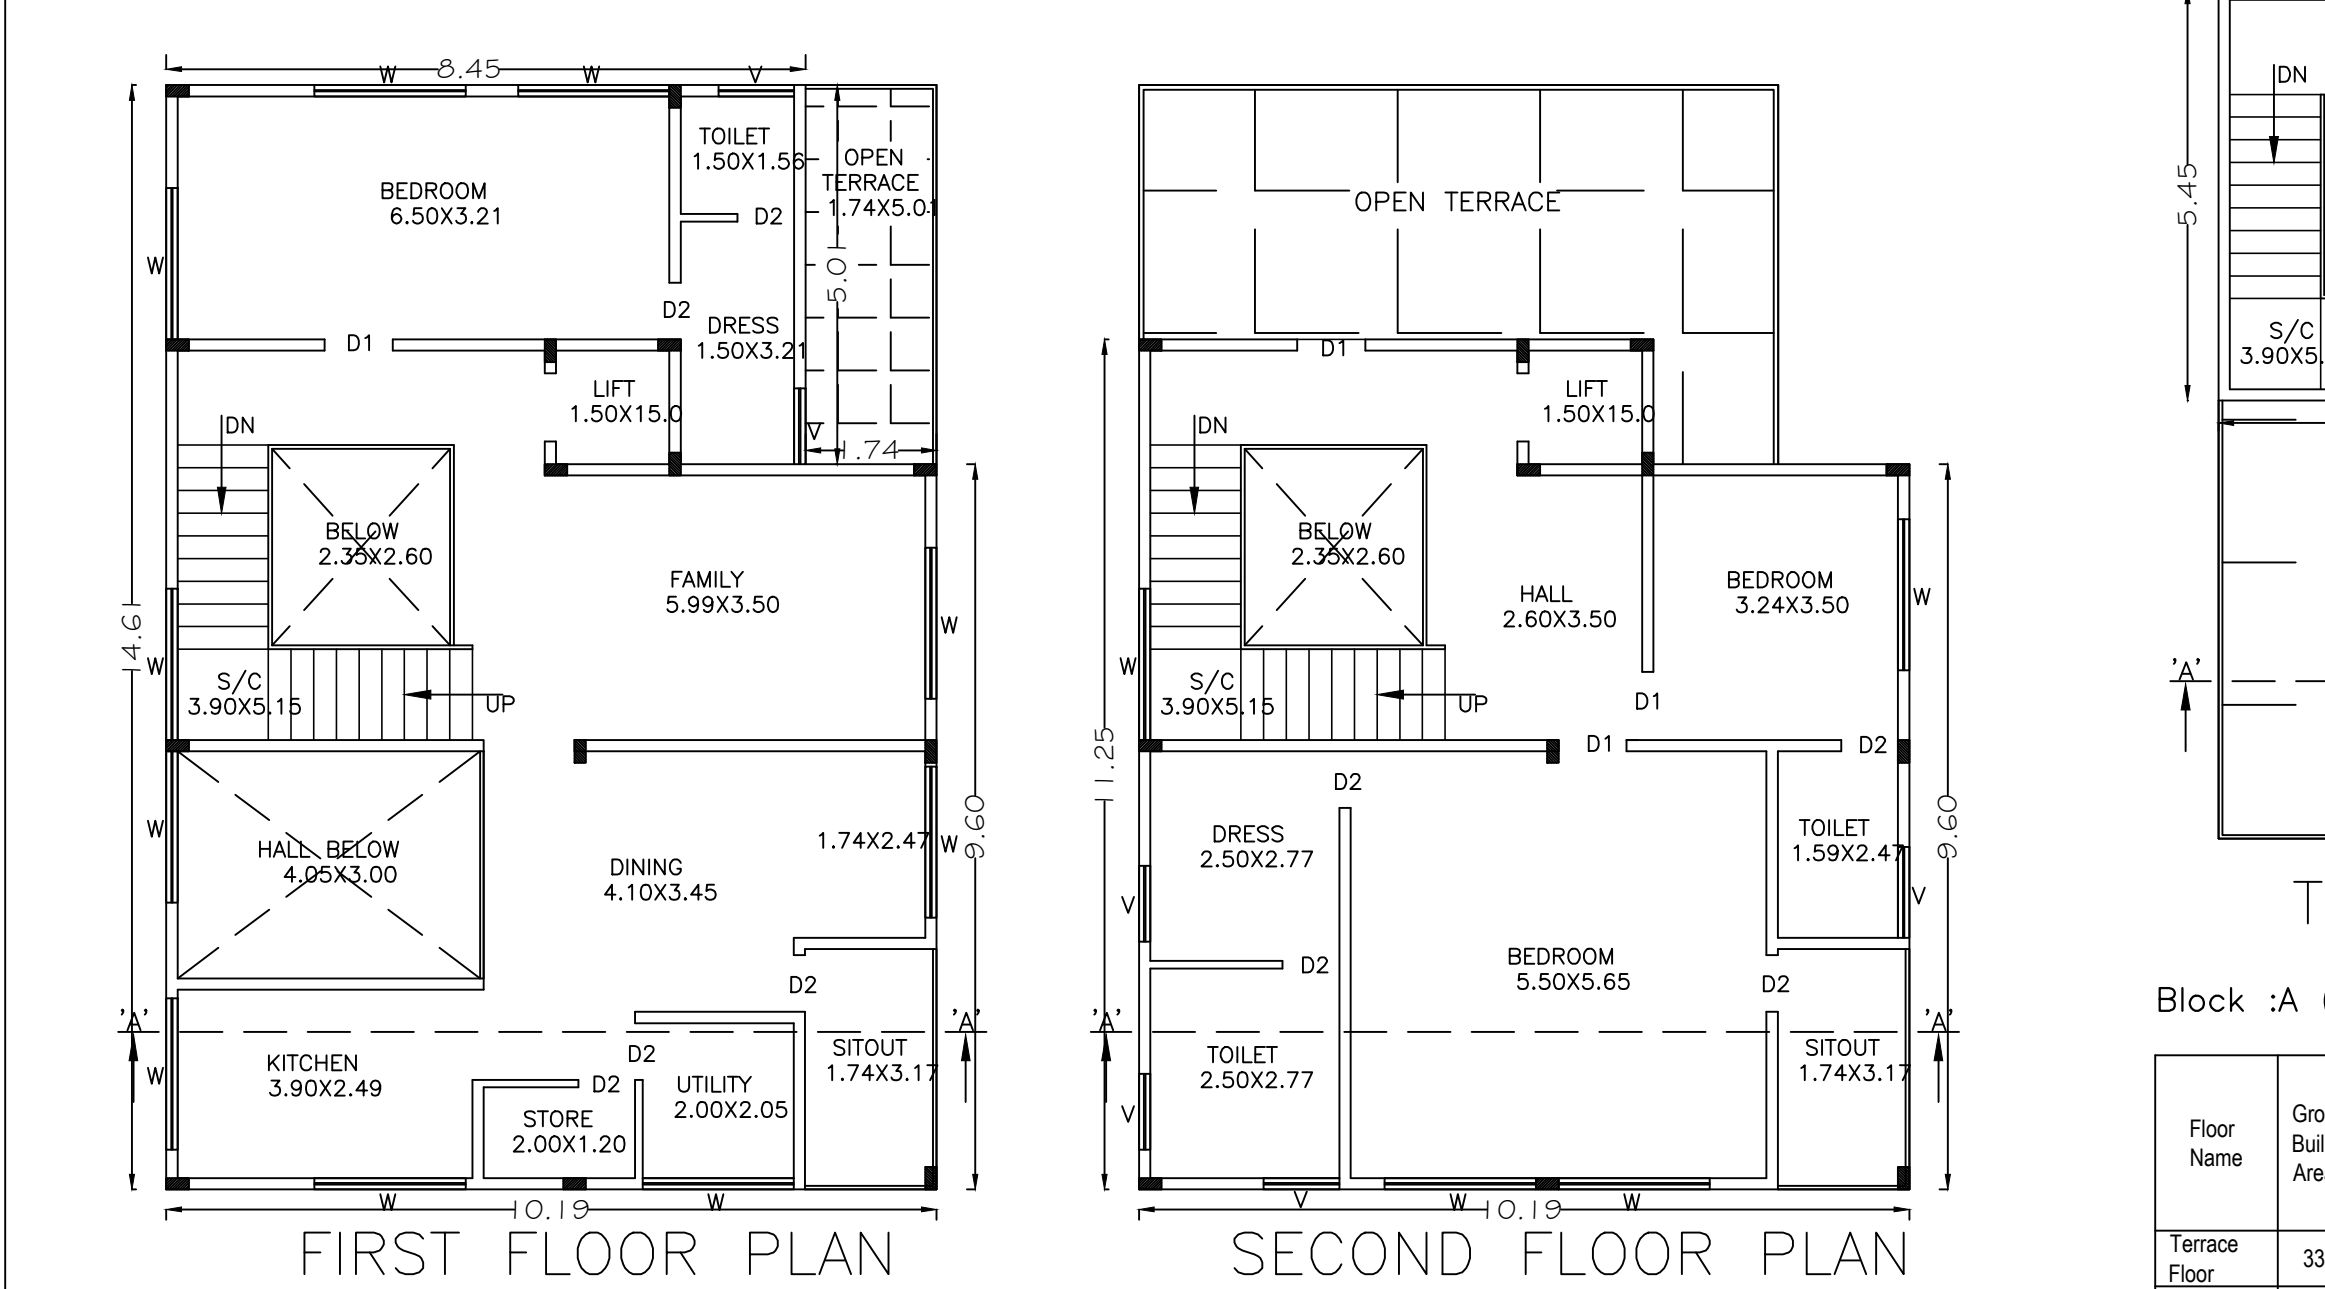 8.45
W
W
V
TOILET
1.50X1.56
OPEN
TERRACE
1.74X5.01
BEDROOM
6.50X3.21
D2
W
5.01
D2
DRESS
1.50X3.21
D1
LIFT
1.50X15.0
DN
V
1.74
BELOW
2.35X2.60
FAMILY
5.99X3.50
14.61
W
W
S/C
3.90X5.15
UP
W
HALL BELOW
4.05X3.00
DINING
4.10X3.45
1.74X2.47
W
9.60
D2
'A'
'A'
KITCHEN
3.90X2.49
W
D2
D2
STORE
2.00X1.20
UTILITY
2.00X2.05
SITOUT
1.74X3.17
W
W
10.19
FIRST FLOOR PLAN
OPEN TERRACE
D1
LIFT
1.50X15.0
DN
BELOW
2.35X2.60
HALL
2.60X3.50
BEDROOM
3.24X3.50
W
W
S/C
3.90X5.15
UP
D1
D1
D2
11.25
D2
DRESS
2.50X2.77
TOILET
1.59X2.47
9.60
V
V
D2
BEDROOM
5.50X5.65
D2
'A'
'A'
TOILET
2.50X2.77
SITOUT
1.74X3.17
V
V
W
W
10.19
SECOND FLOOR PLAN
DN
5.45
S/C
3.90X5.
'A'
T
Block :A
Floor
Name
Terrace
Floor
33